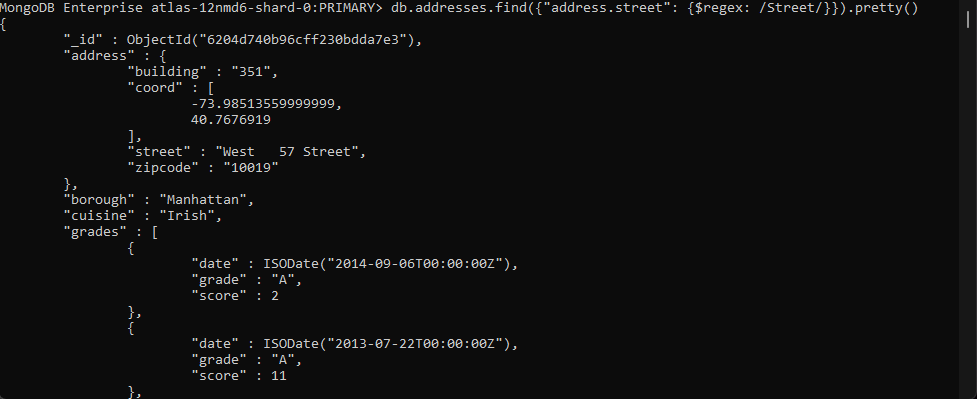 MongoDB Enterprise atlas-12nmd6-shard-0:PRIMARY> db.addresses.find({"address.street": {$regex: /Street/}}).pretty()
{
        "_id" : ObjectId("6204d740b96cff230bdda7e3"),
        "address" : {
                "building" : "351",
                "coord" : [
                        -73.98513559999999,
                        40.7676919
                ],
                "street" : "West   57 Street",
                "zipcode" : "10019"
        },
        "borough" : "Manhattan",
        "cuisine" : "Irish",
        "grades" : [
                {
                        "date" : ISODate("2014-09-06T00:00:00Z"),
                        "grade" : "A",
                        "score" : 2
                },
                {
                        "date" : ISODate("2013-07-22T00:00:00Z"),
                        "grade" : "A",
                        "score" : 11
                },